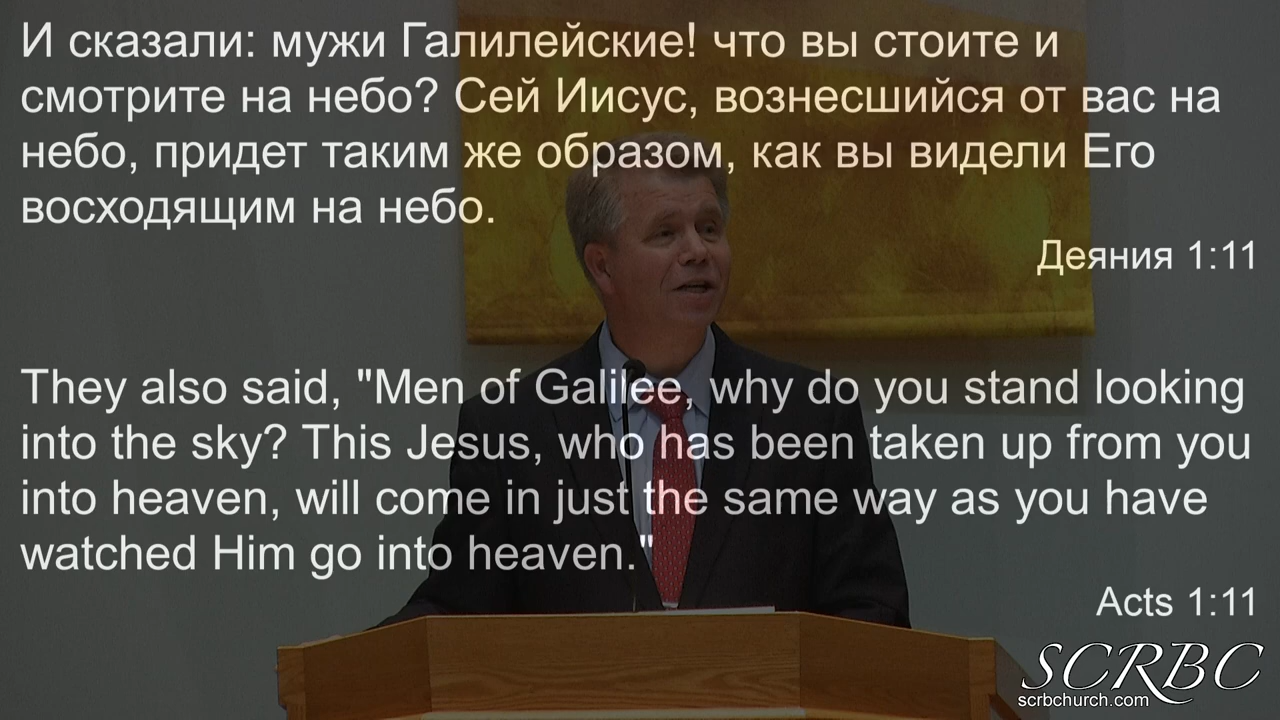 И сказали: мужи Галилейские! что вы стоите и
смотрите на небо? Сей Иисус, вознесшийся от вас на
небо, придет таким же образом, как вы видели Его
восходящим на небо.
Деяния 1:11
They also said, "Men of Galilee, why do you stand looking
into the sky? This Jesus, who has been taken up from you
into heaven, will come in just the same way as you have
watched Him go into heaven."
Acts 1:11
SCRBC
scrbchurch.com